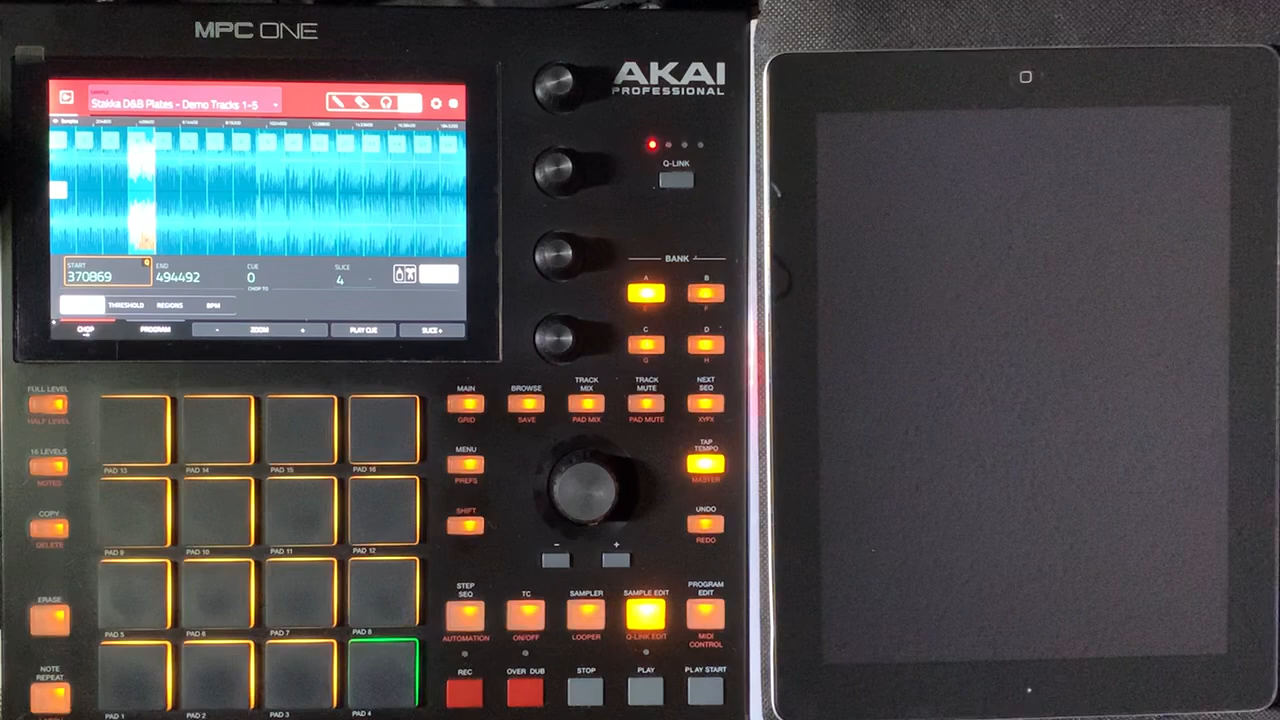 MPC ONE
AKAI
PROFESSIONAL
SAMPLE
Stakka D&B Plates - Demo Tracks 1-5
Samples
START
370869
Q
END
494492
CUE
0
SLICE
4
CHOP TO
THRESHOLD
REGIONS
BPM
CHOP
PROGRAM
-
ZOOM
+
PLAY CUE
SLICE+
Q-LINK
BANK
A
B
E
F
C
D
G
H
FULL LEVEL
HALF LEVEL
16 LEVELS
NOTES
COPY
DELETE
ERASE
NOTE
REPEAT
PAD 13
PAD 14
PAD 15
PAD 16
PAD 9
PAD 10
PAD 11
PAD 12
PAD 5
PAD 6
PAD 7
PAD 8
PAD 1
PAD 2
PAD 3
PAD 4
MAIN
GRID
BROWSE
SAVE
TRACK
MIX
PAD MIX
TRACK
MUTE
PAD MUTE
NEXT
SEQ
XYFX
MENU
PREFS
TAP
TEMPO
MASTER
SHIFT
UNDO
REDO
-
+
STEP
SEQ
AUTOMATION
TC
ON/OFF
SAMPLER
LOOPER
SAMPLE EDIT
Q-LINK EDIT
PROGRAM
EDIT
MIDI
CONTROL
REC
OVER DUB
STOP
PLAY
PLAY START